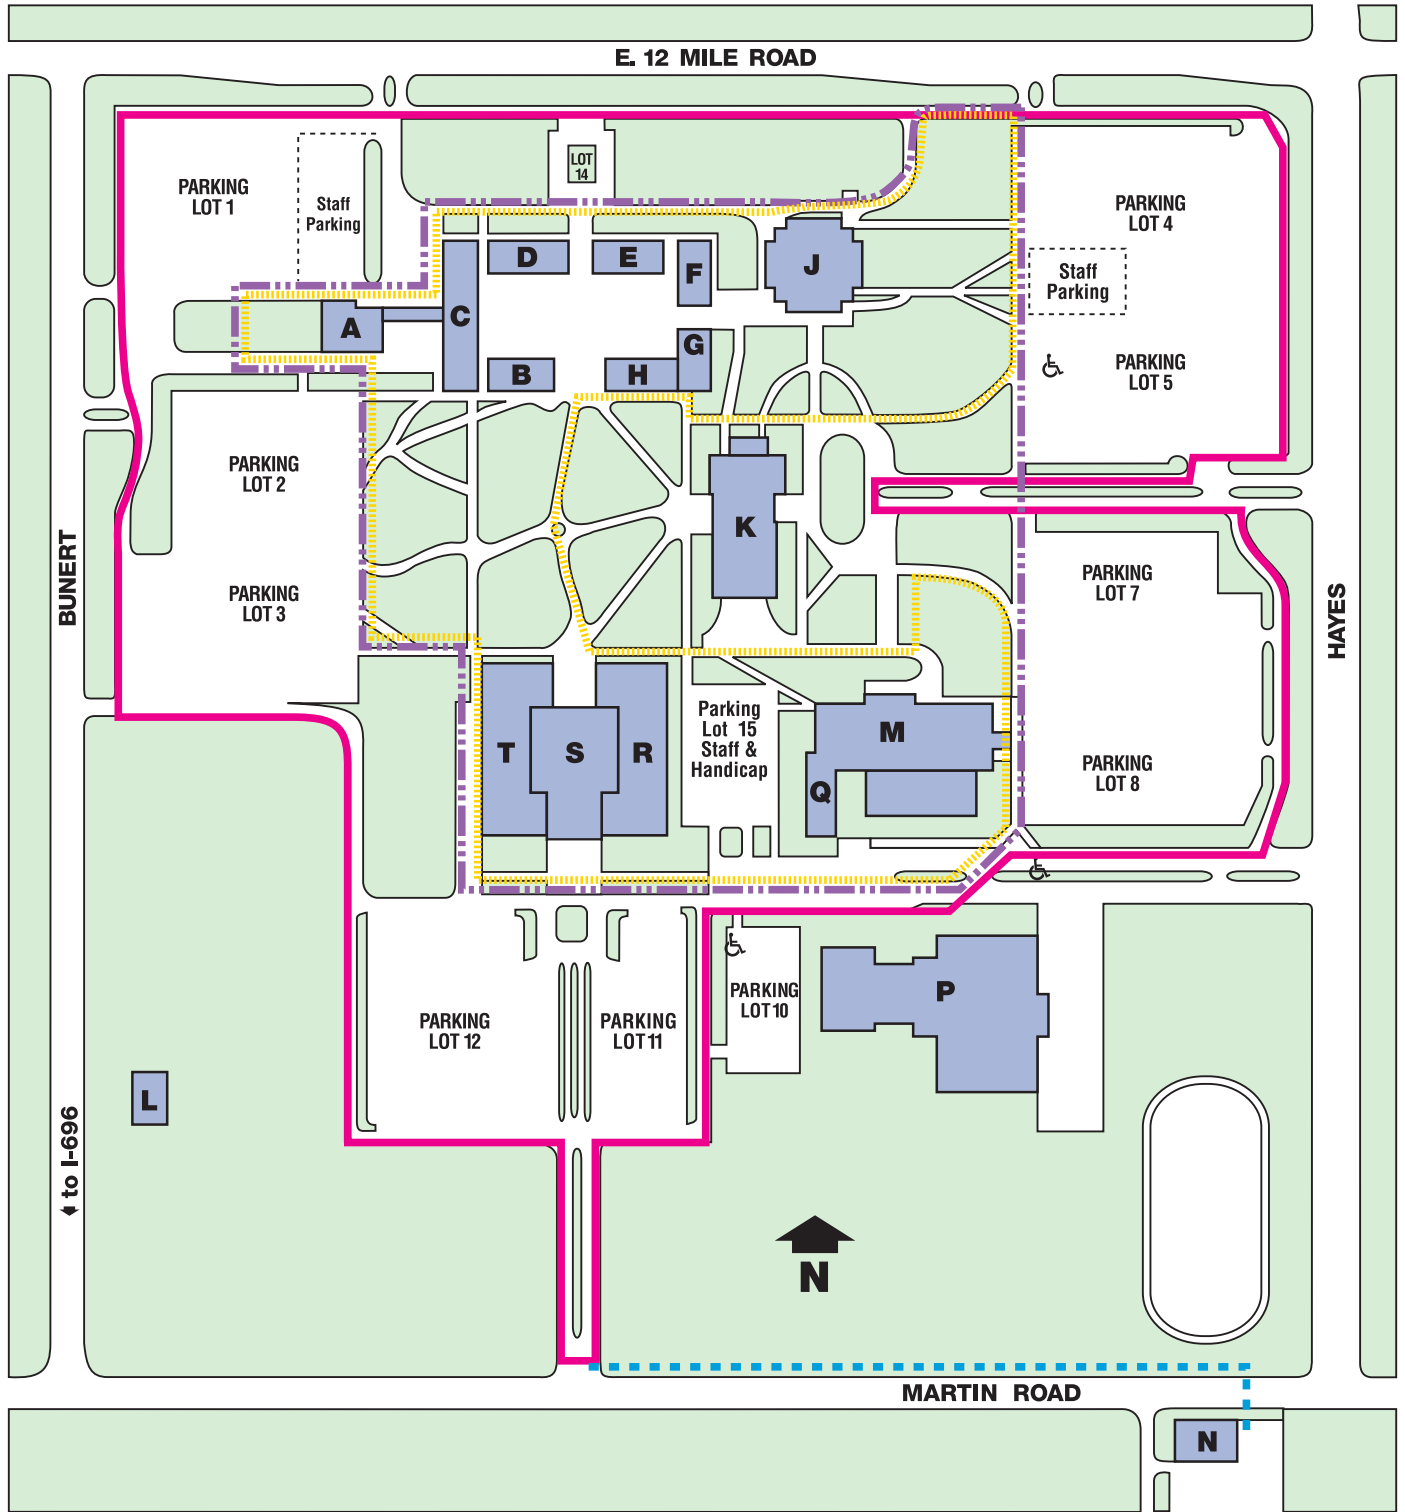 E. 12 MILE ROAD
LOT
14
PARKING
LOT 1
Staff
Parking
PARKING
LOT 4
D
E
F
J
Staff
Parking
A
C
G
B
H
PARKING
LOT 5
PARKING
LOT 2
K
BUNERT
PARKING
LOT 3
PARKING
LOT 7
HAYES
T
S
R
Parking
Lot 15
Staff &
Handicap
M
Q
PARKING
LOT 8
PARKING
LOT 12
PARKING
LOT 11
PARKING
LOT 10
P
L
to I-696
N
MARTIN ROAD
N